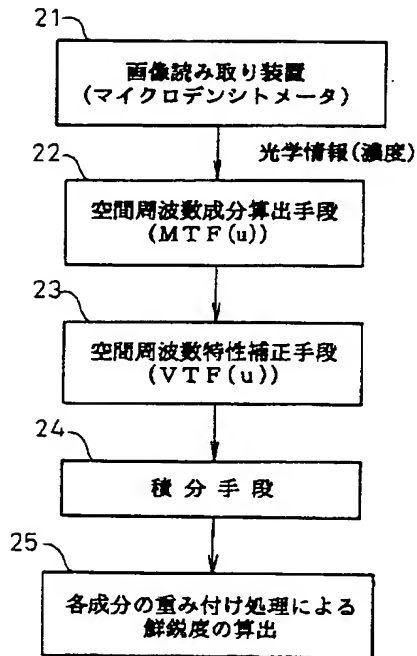 21
画像読み取り装置
(マイクロデンシトメータ)
光学情報(濃度)
22
空間周波数成分算出手段
(MTF(u))
23
空間周波数特性補正手段
(VTF(u))
24
積 分 手 段
25
各成分の重み付け処理による
鮮鋭度の算出